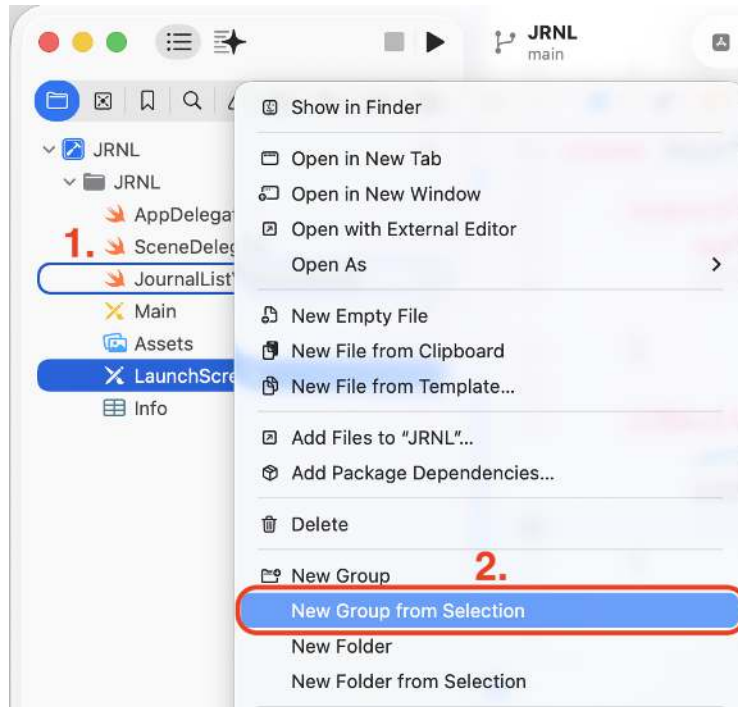 JRNL
main
Show in Finder
JRNL
Open in New Tab
JRNL
Open in New Window
AppDelega
Open with External Editor
1.
SceneDele
Open As
JournalList
Main
New Empty File
Assets
New File from Clipboard
LaunchScre
New File from Template...
Info
Add Files to "JRNL"...
Add Package Dependencies...
Delete
New Group
2.
New Group from Selection
New Folder
New Folder from Selection